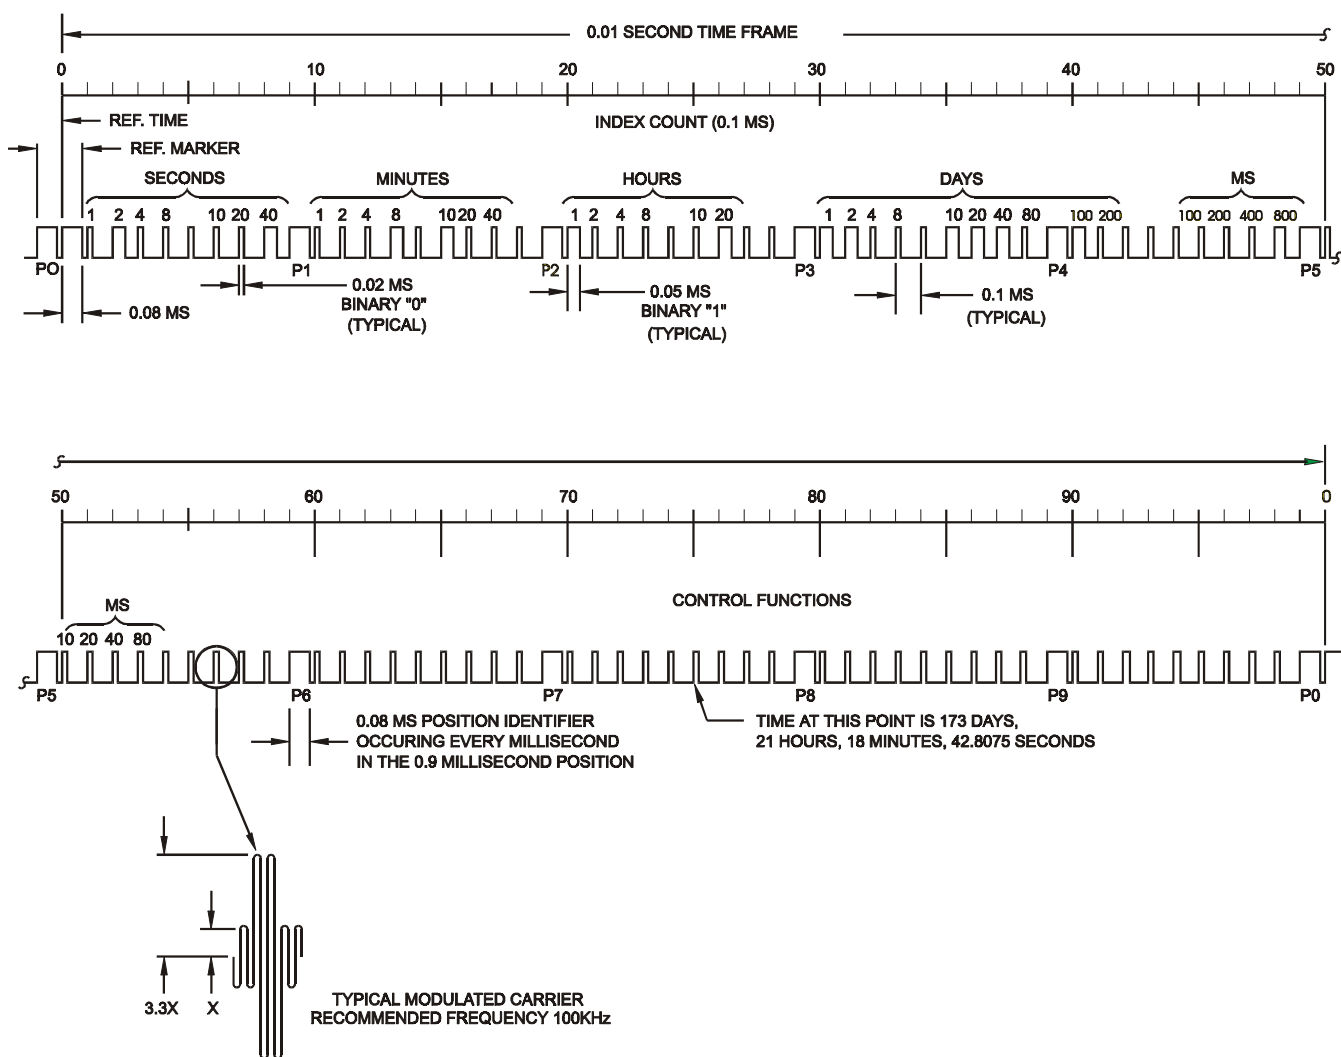 0.01 SECOND TIME FRAME
0 10 20 30 40 50
REF. TIME
INDEX COUNT (0.1 MS)
REF. MARKER
SECONDS MINUTES HOURS DAYS MS
1 2 4 8 10 20 40 1 2 4 8 10 20 40 1 2 4 8 10 20 1 2 4 8 10 20 40 80 100 200 100 200 400 800
PO P1 P2 P3 P4 P5
0.08 MS
0.02 MS
BINARY "0"
(TYPICAL)
0.05 MS
BINARY "1"
(TYPICAL)
0.1 MS
(TYPICAL)
50 60 70 80 90 0
CONTROL FUNCTIONS
MS
10 20 40 80
P5 P6 P7 P8 P9 P0
0.08 MS POSITION IDENTIFIER
OCCURING EVERY MILLISECOND
IN THE 0.9 MILLISECOND POSITION
TIME AT THIS POINT IS 173 DAYS,
21 HOURS, 18 MINUTES, 42.8075 SECONDS
3.3X X
TYPICAL MODULATED CARRIER
RECOMMENDED FREQUENCY 100KHz